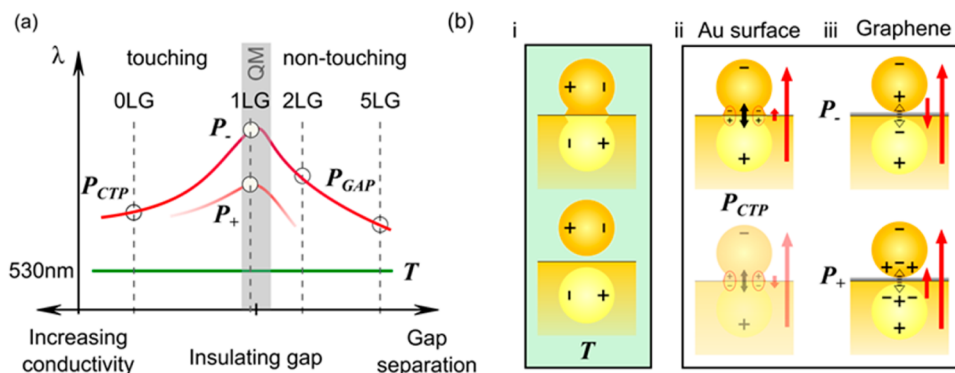 (a)
λ
touching
QM
non-touching
0LG
1LG
2LG
5LG
P-
PCTP
PGAP
P+
530nm
T
Increasing
conductivity
Insulating gap
Gap
separation
(b)
i
ii
Au surface
iii
Graphene
+
−
−
+
+
−
−
+
T
−
−
−
+
+
+
PCTP
−
−
−
+
+
+
−
+
−
+
P-
−
+ +
− −
+
+
P+